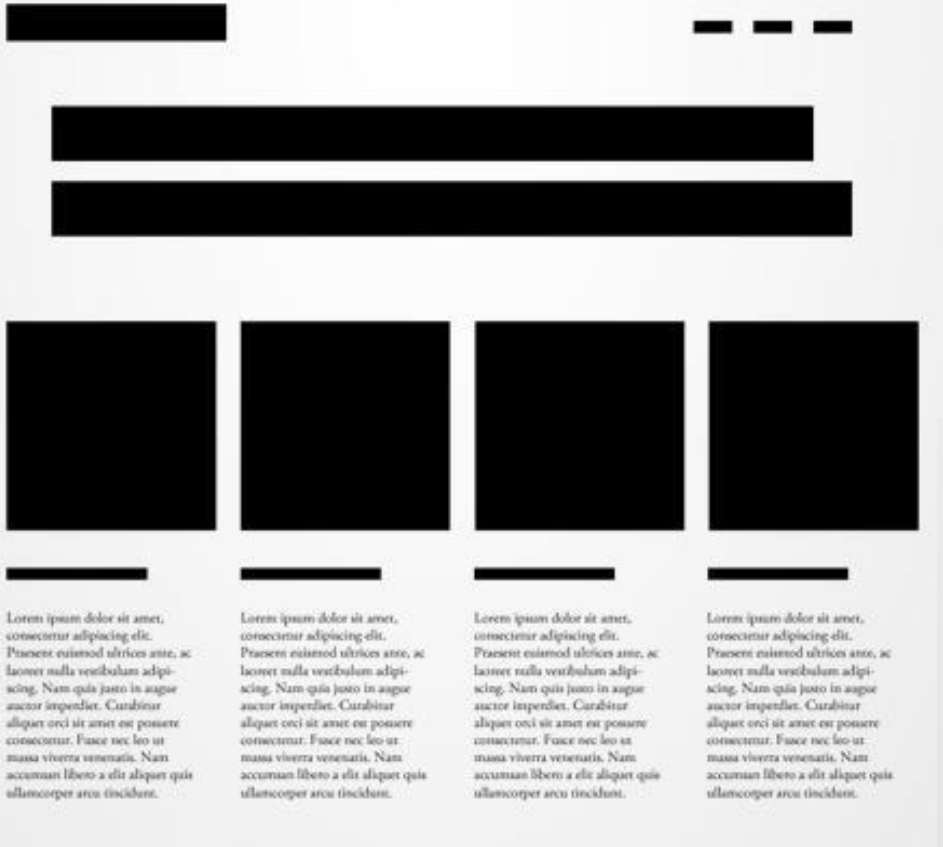 Lorem ipsum dolor sit amet,
consectetur adipiscing elit.
Praesent euismod ultrices ante, ac
laoreet nulla vestibulum adipi-
scing. Nam quis justo in augue
auctor imperdiet. Curabitur
aliquet orci sit amet est posuere
consectetur. Fusce nec leo ut
massa viverra venenatis. Nam
accumsan libero a elit aliquet quis
ullamcorper arcu tincidunt.
Lorem ipsum dolor sit amet,
consectetur adipiscing elit.
Praesent euismod ultrices ante, ac
laoreet nulla vestibulum adipi-
scing. Nam quis justo in augue
auctor imperdiet. Curabitur
aliquet orci sit amet est posuere
consectetur. Fusce nec leo ut
massa viverra venenatis. Nam
accumsan libero a elit aliquet quis
ullamcorper arcu tincidunt.
Lorem ipsum dolor sit amet,
consectetur adipiscing elit.
Praesent euismod ultrices ante, ac
laoreet nulla vestibulum adipi-
scing. Nam quis justo in augue
auctor imperdiet. Curabitur
aliquet orci sit amet est posuere
consectetur. Fusce nec leo ut
massa viverra venenatis. Nam
accumsan libero a elit aliquet quis
ullamcorper arcu tincidunt.
Lorem ipsum dolor sit amet,
consectetur adipiscing elit.
Praesent euismod ultrices ante, ac
laoreet nulla vestibulum adipi-
scing. Nam quis justo in augue
auctor imperdiet. Curabitur
aliquet orci sit amet est posuere
consectetur. Fusce nec leo ut
massa viverra venenatis. Nam
accumsan libero a elit aliquet quis
ullamcorper arcu tincidunt.